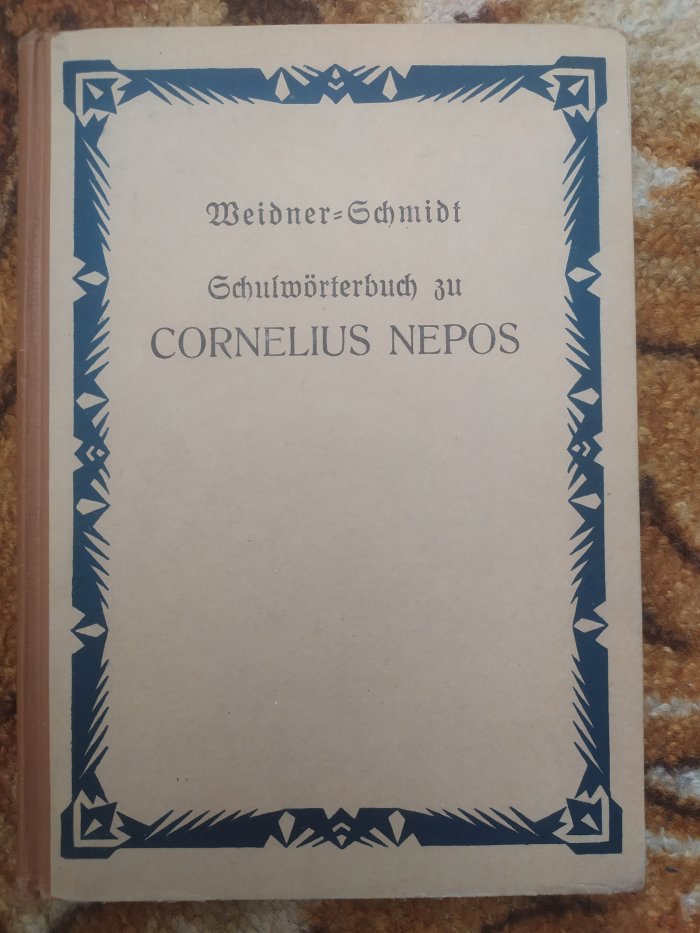 Weidner=Schmidt
Schulwörterbuch zu
CORNELIUS NEPOS